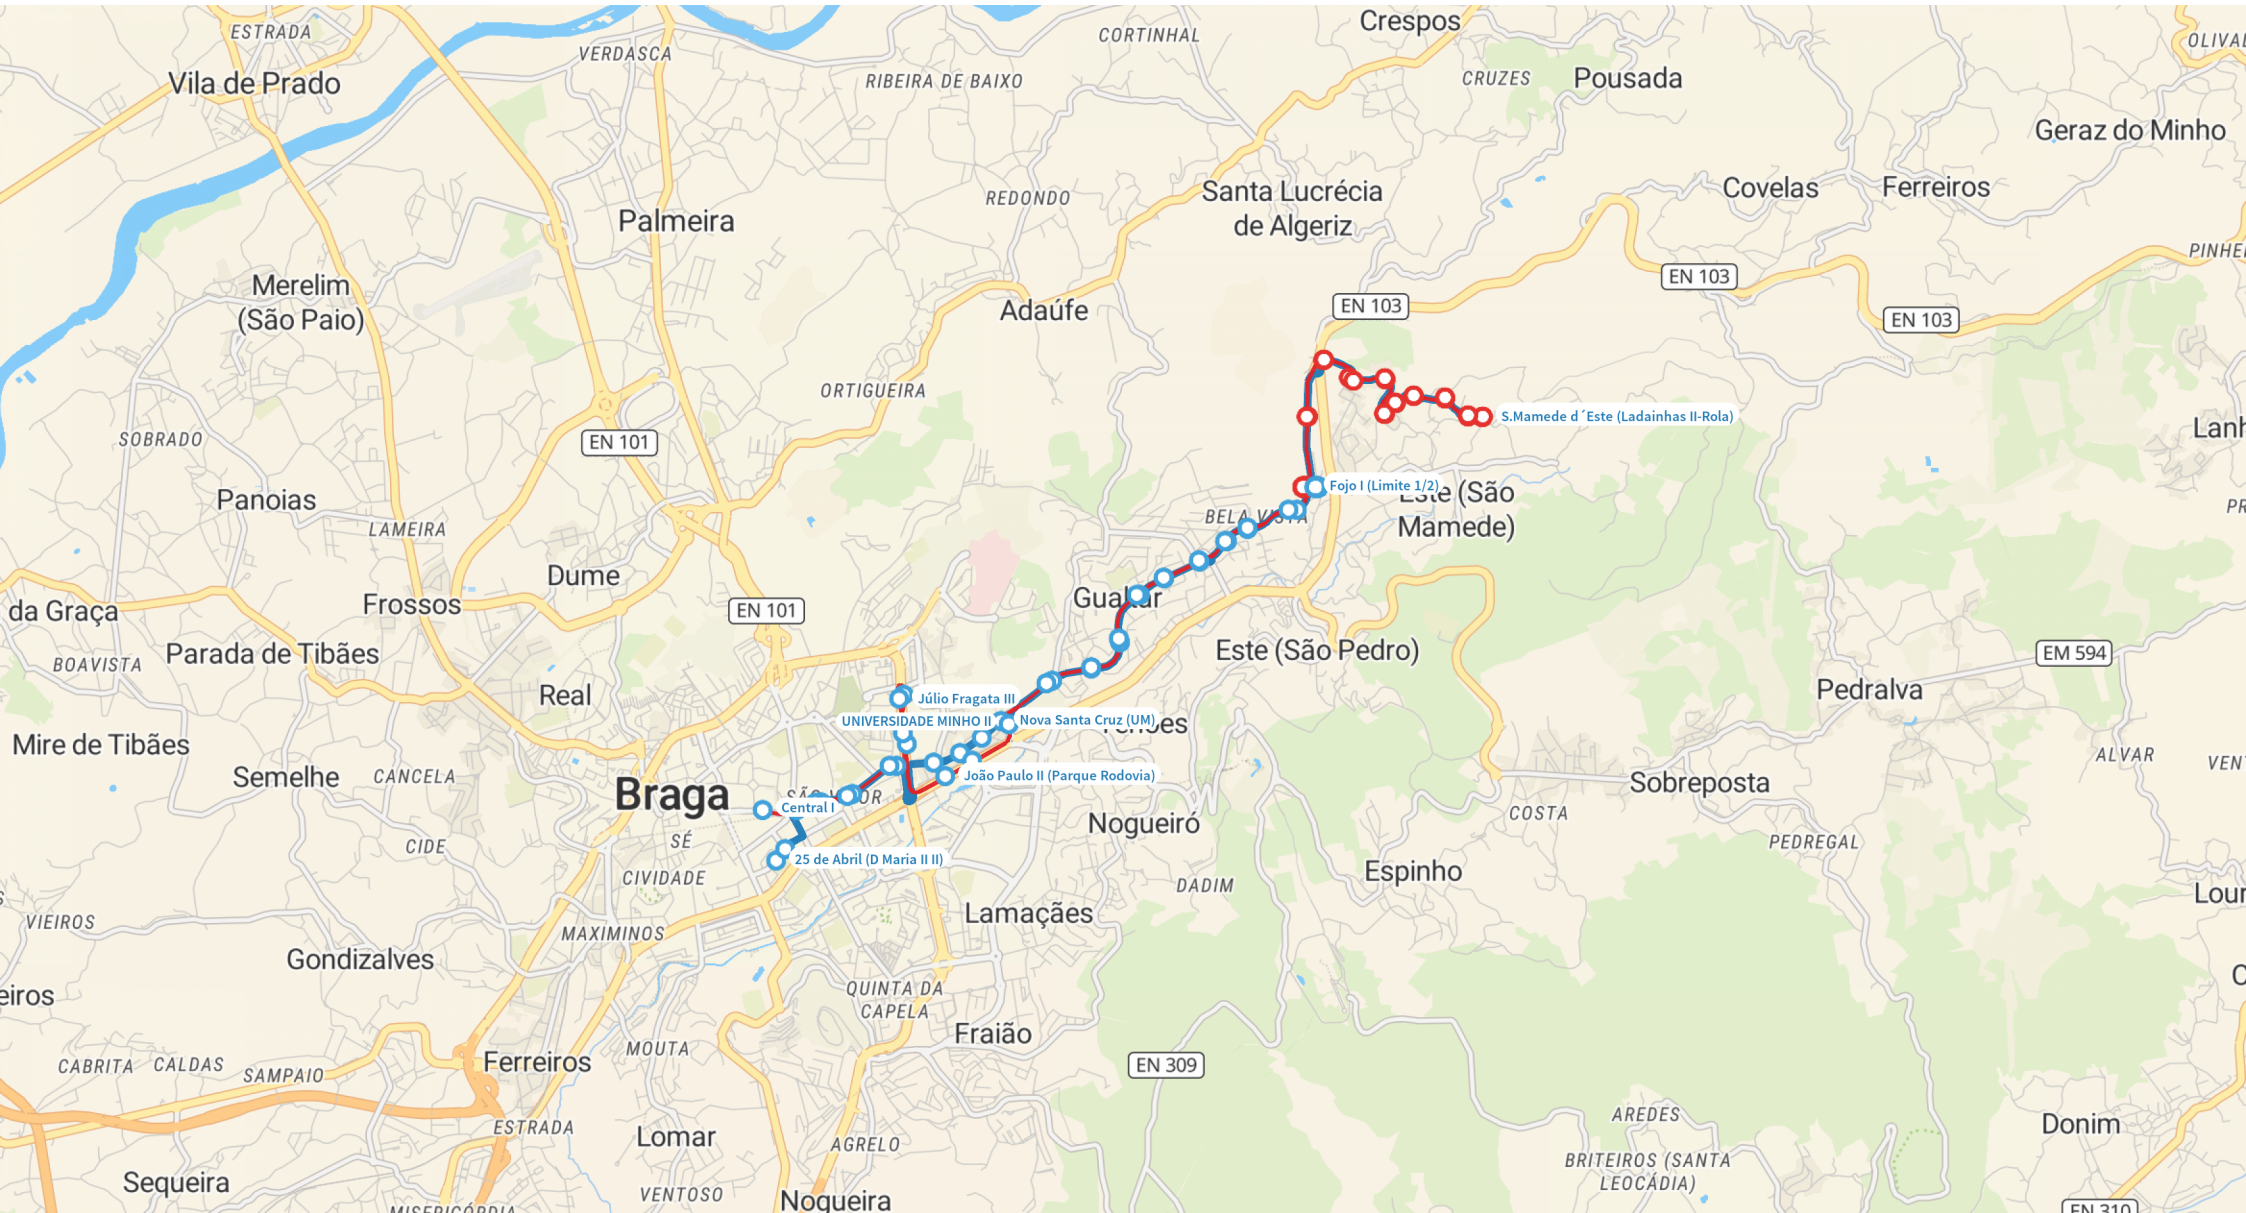 ESTRADA
VERDASCA
CORTINHAL
Crespos
Vila de Prado
RIBEIRA DE BAIXO
CRUZES
Pousada
Geraz do Minho
REDONDO
Santa Lucrécia
de Algeriz
Covelas
Ferreiros
Palmeira
EN 103
Merelim
(São Paio)
Adaúfe
EN 103
EN 103
ORTIGUEIRA
S.Mamede d´Este (Ladainhas II-Rola)
SOBRADO
EN 101
Panoias
LAMEIRA
Fojo I (Limite 1/2)
Este (São
Mamede)
BELA VISTA
Dume
Gualtar
da Graça
Frossos
EN 101
Parada de Tibães
BOAVISTA
Este (São Pedro)
EM 594
Real
Júlio Fragata III
UNIVERSIDADE MINHO II
Nova Santa Cruz (UM)
Pedralva
Mire de Tibães
Semelhe
CANCELA
João Paulo II (Parque Rodovia)
Sobreposta
ALVAR
Braga
Central I
Nogueiró
COSTA
CIDE
SÉ
25 de Abril (D Maria II II)
PEDREGAL
CIVIDADE
Espinho
DADIM
VIEIROS
MAXIMINOS
Lamaçães
Gondizalves
QUINTA DA
CAPELA
Fraião
MOUTA
CABRITA
CALDAS
SAMPAIO
Ferreiros
EN 309
ESTRADA
Lomar
AGRELO
AREDES
Donim
BRITEIROS (SANTA
LEOCÁDIA)
Sequeira
VENTOSO
Nogueira
EN 310